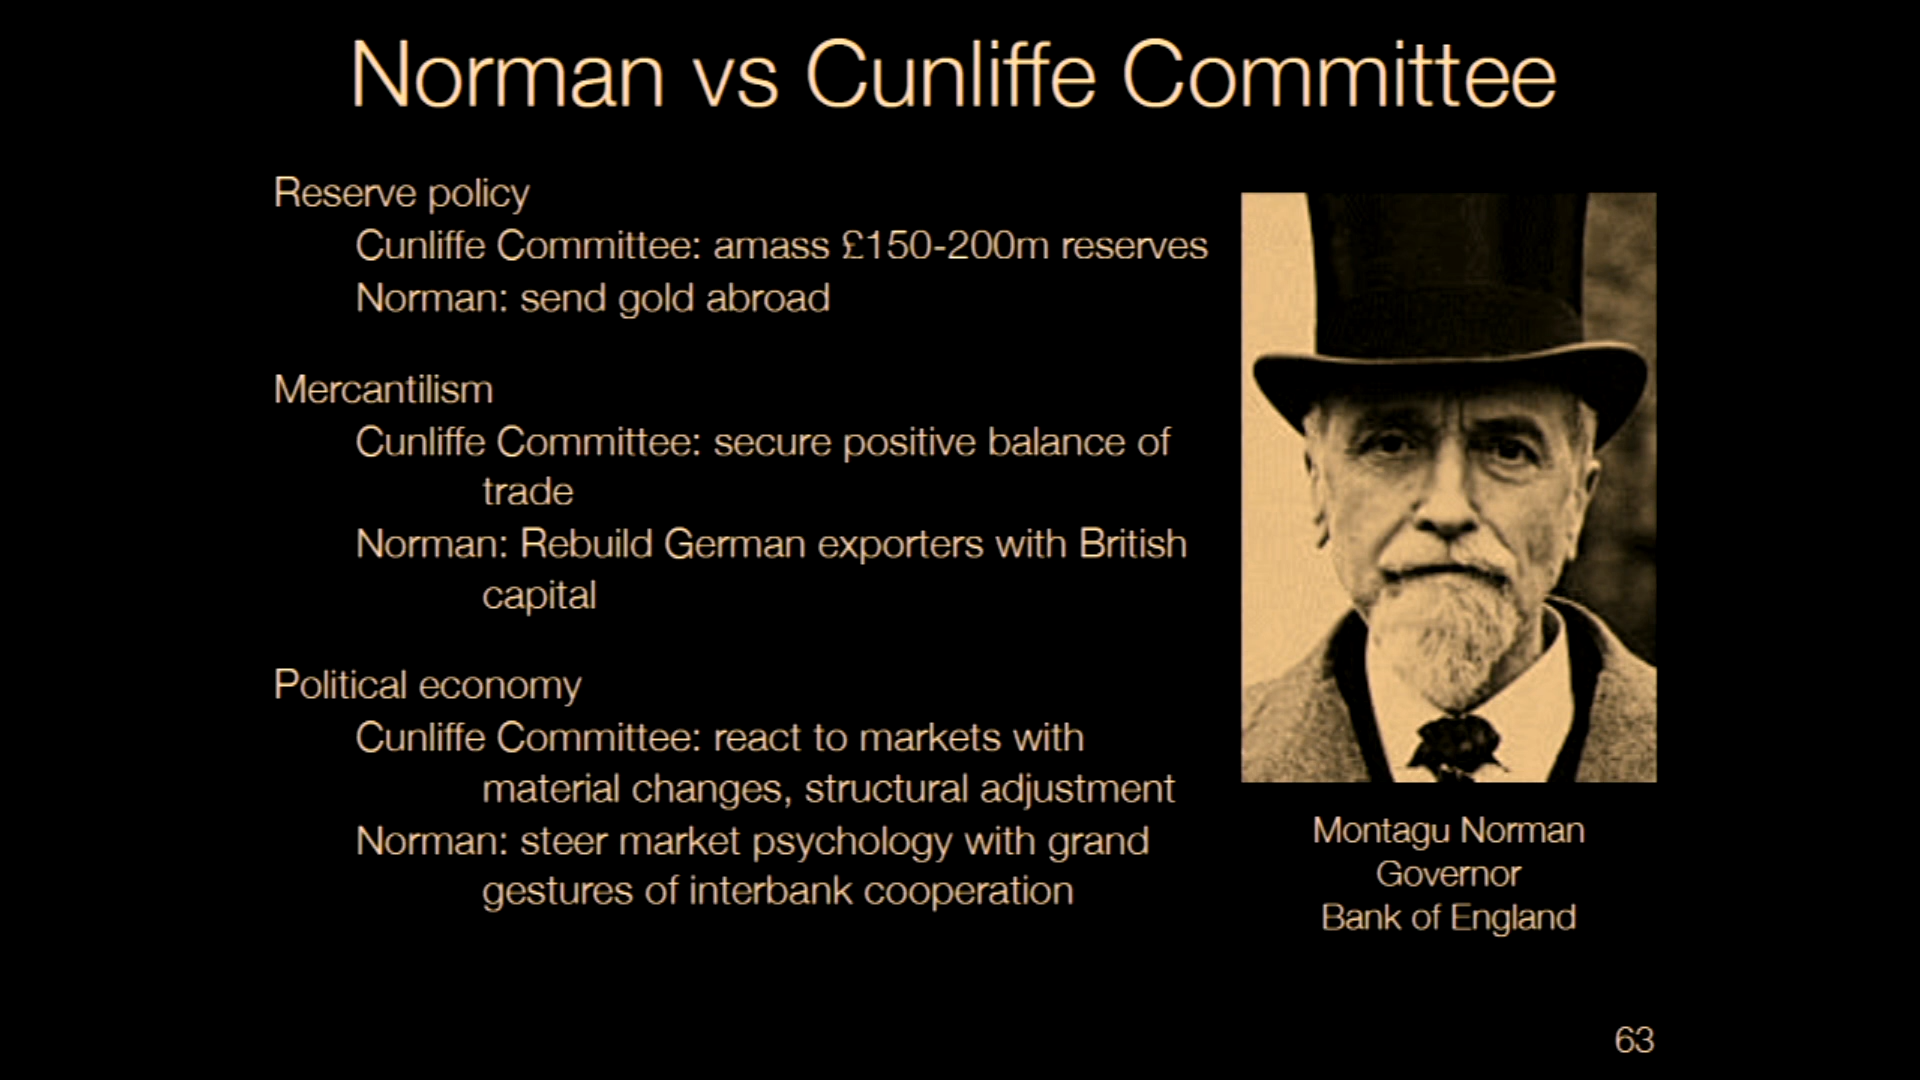 Norman vs Cunliffe Committee
Reserve policy
Cunliffe Committee: amass £150-200m reserves
Norman: send gold abroad
Mercantilism
Cunliffe Committee: secure positive balance of
trade
Norman: Rebuild German exporters with British
capital
Political economy
Cunliffe Committee: react to markets with
material changes, structural adjustment
Norman: steer market psychology with grand
gestures of interbank cooperation
Montagu Norman
Governor
Bank of England
63